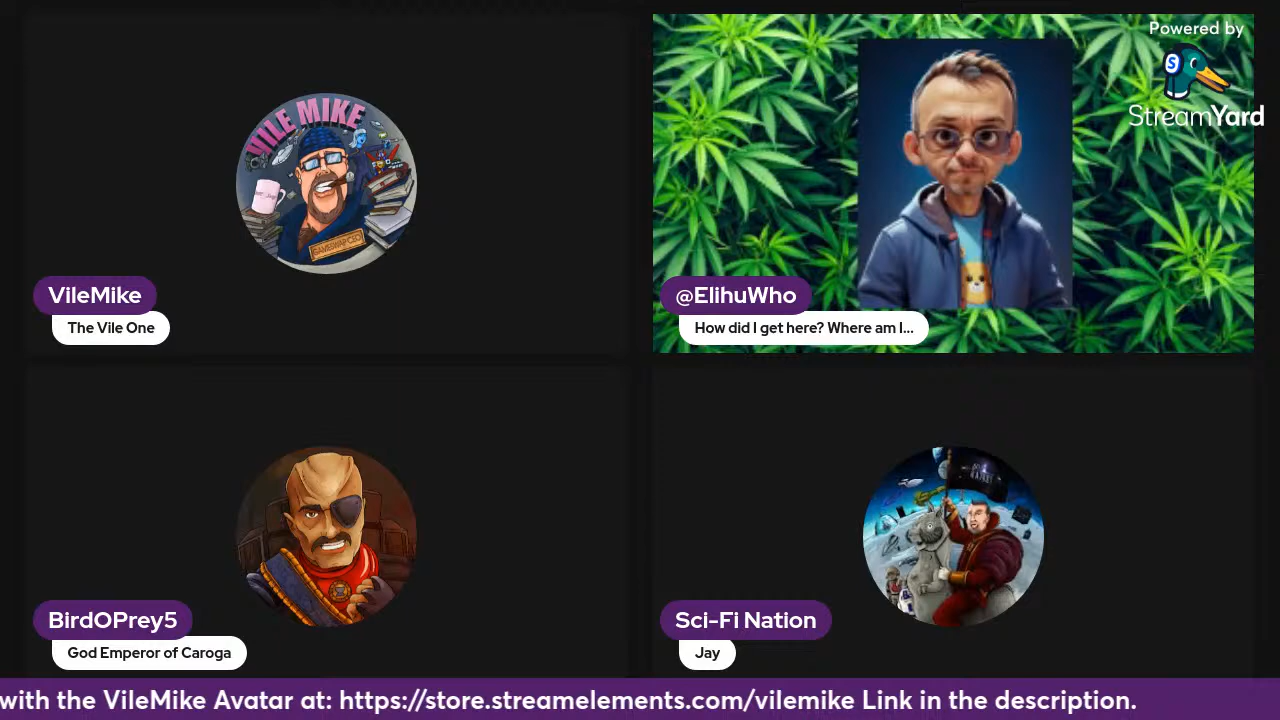 Powered by
StreamYard
VILE MIKE
GAMESWAP CEO
VileMike
The Vile One
@ElihuWho
How did I get here? Where am I...
BirdOPrey5
God Emperor of Caroga
Sci-Fi Nation
Jay
with the VileMike Avatar at: https://store.streamelements.com/vilemike Link in the description.